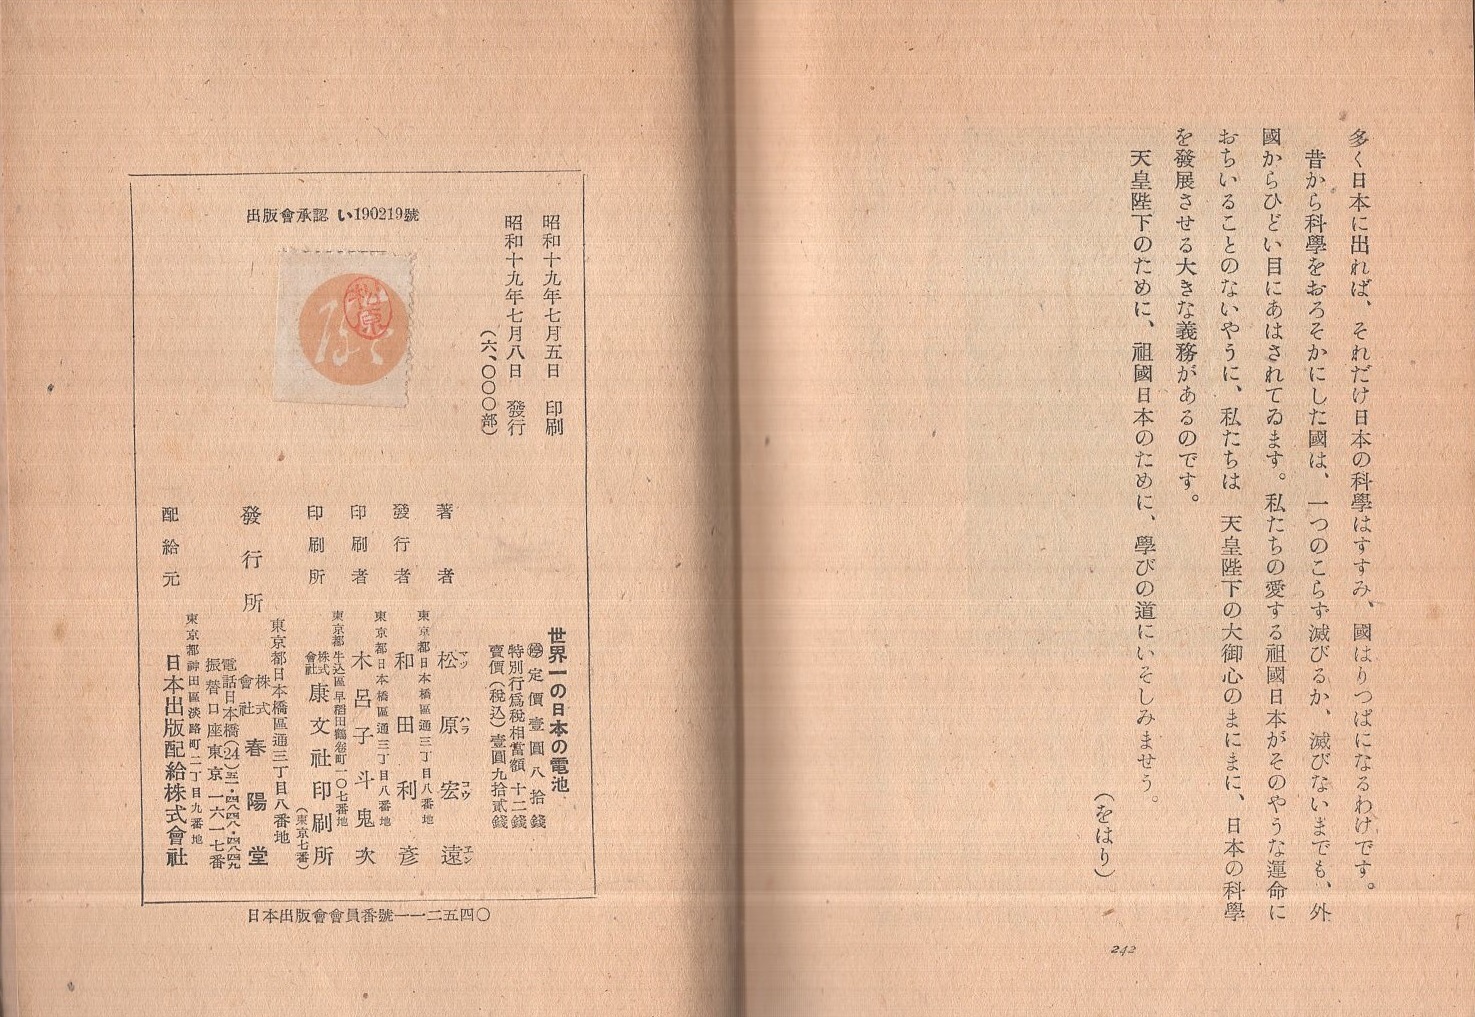 多く日本に出れば、それだけ日本の科學はすすみ、國はりつぱになるわけです。
昔から科學をおろそかにした國は、一つのこらず滅びるか、滅びないまでも、外
國からひどい目にあはされてゐます。私たちの愛する祖國日本がそのやうな運命に
おちいることのないやうに、私たちは 天皇陛下の大御心のまにまに、日本の科學
を發展させる大きな義務があるのです。
天皇陛下のために、祖國日本のために、學びの道にいそしみませう。
(をはり)
242
昭和十九年七月五日 印刷
昭和十九年七月八日 發行
(六、〇〇〇部)
出版會承認 い190219號
松原
世界一の日本の電池
停 定價壹圓八拾錢
特別行爲税相當額 十二錢
賣價(税込)壹圓九拾貳錢
著者 松原宏遠
マツ ハラ コウ エン
東京都日本橋區通三丁目八番地
發行者 和田利彦
東京都日本橋區通三丁目八番地
印刷者 木呂子斗鬼次
東京都牛込區早稻田鶴卷町一〇七番地
印刷所 株式會社 康文社印刷所
(東京七番)
東京都日本橋區通三丁目八番地
發行所 株式會社 春陽堂
電話日本橋(24)
振替口座東京一六一七番
東京都神田區淡路町二丁目九番地
配給元 日本出版配給株式會社
日本出版會會員番號一一二五四〇